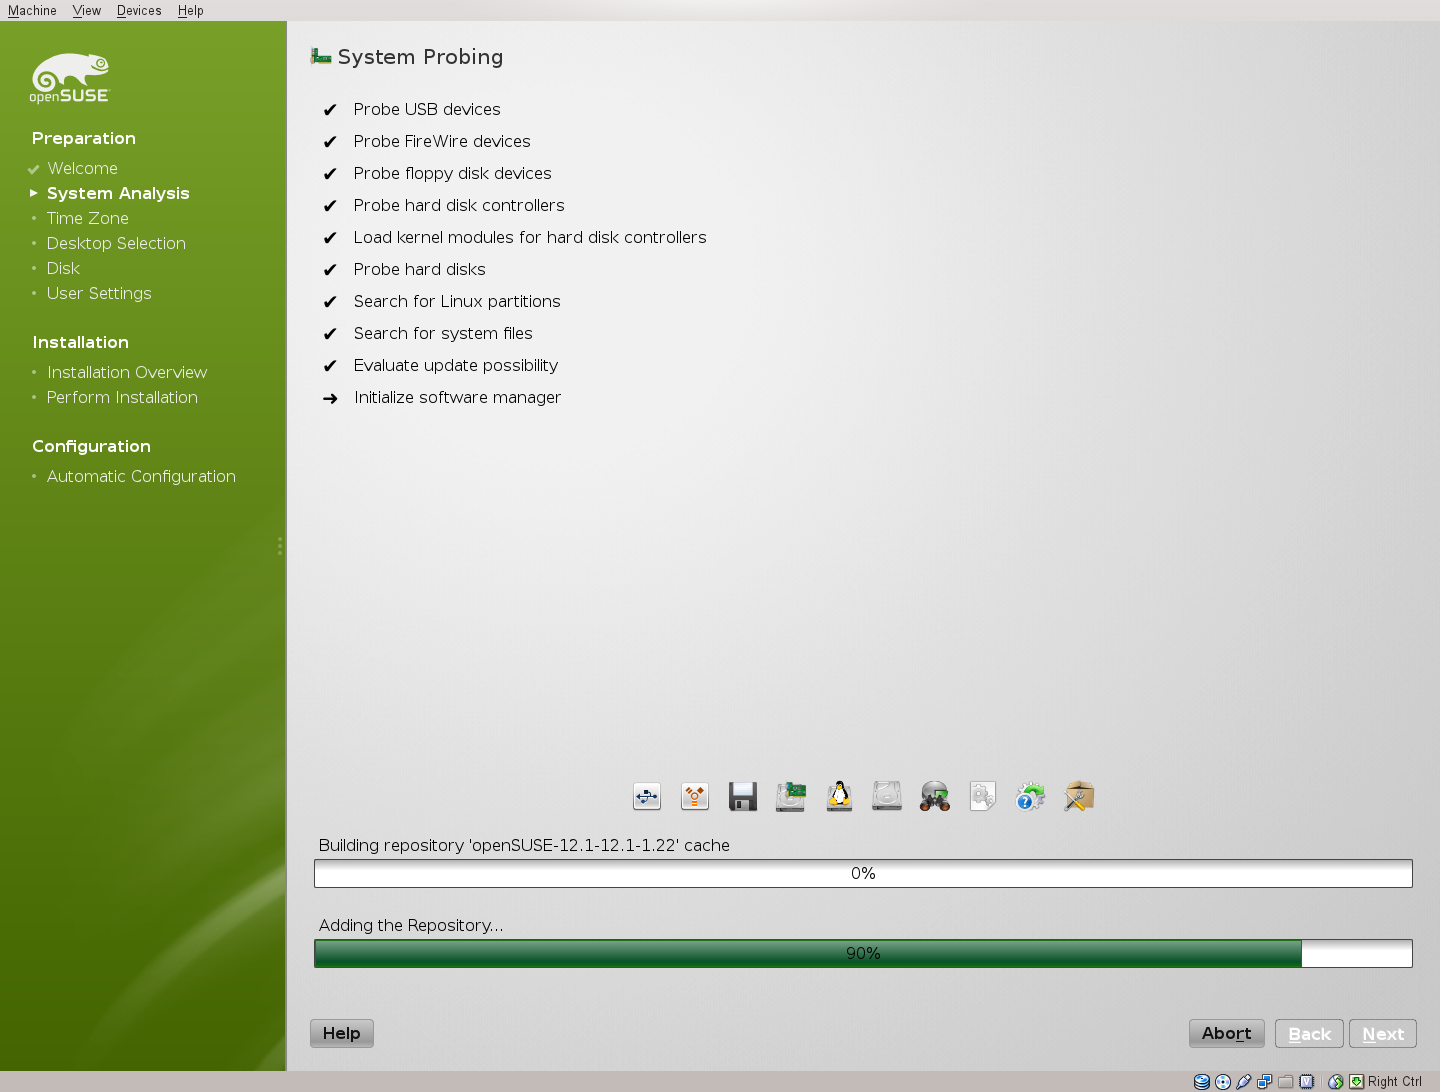 Machine View Devices Help
openSUSE
Preparation
Welcome
System Analysis
Time Zone
Desktop Selection
Disk
User Settings
Installation
Installation Overview
Perform Installation
Configuration
Automatic Configuration
System Probing
Probe USB devices
Probe FireWire devices
Probe floppy disk devices
Probe hard disk controllers
Load kernel modules for hard disk controllers
Probe hard disks
Search for Linux partitions
Search for system files
Evaluate update possibility
Initialize software manager
Building repository 'openSUSE-12.1-12.1-1.22' cache
0%
Adding the Repository...
90%
Help Abort Back Next
Right Ctrl